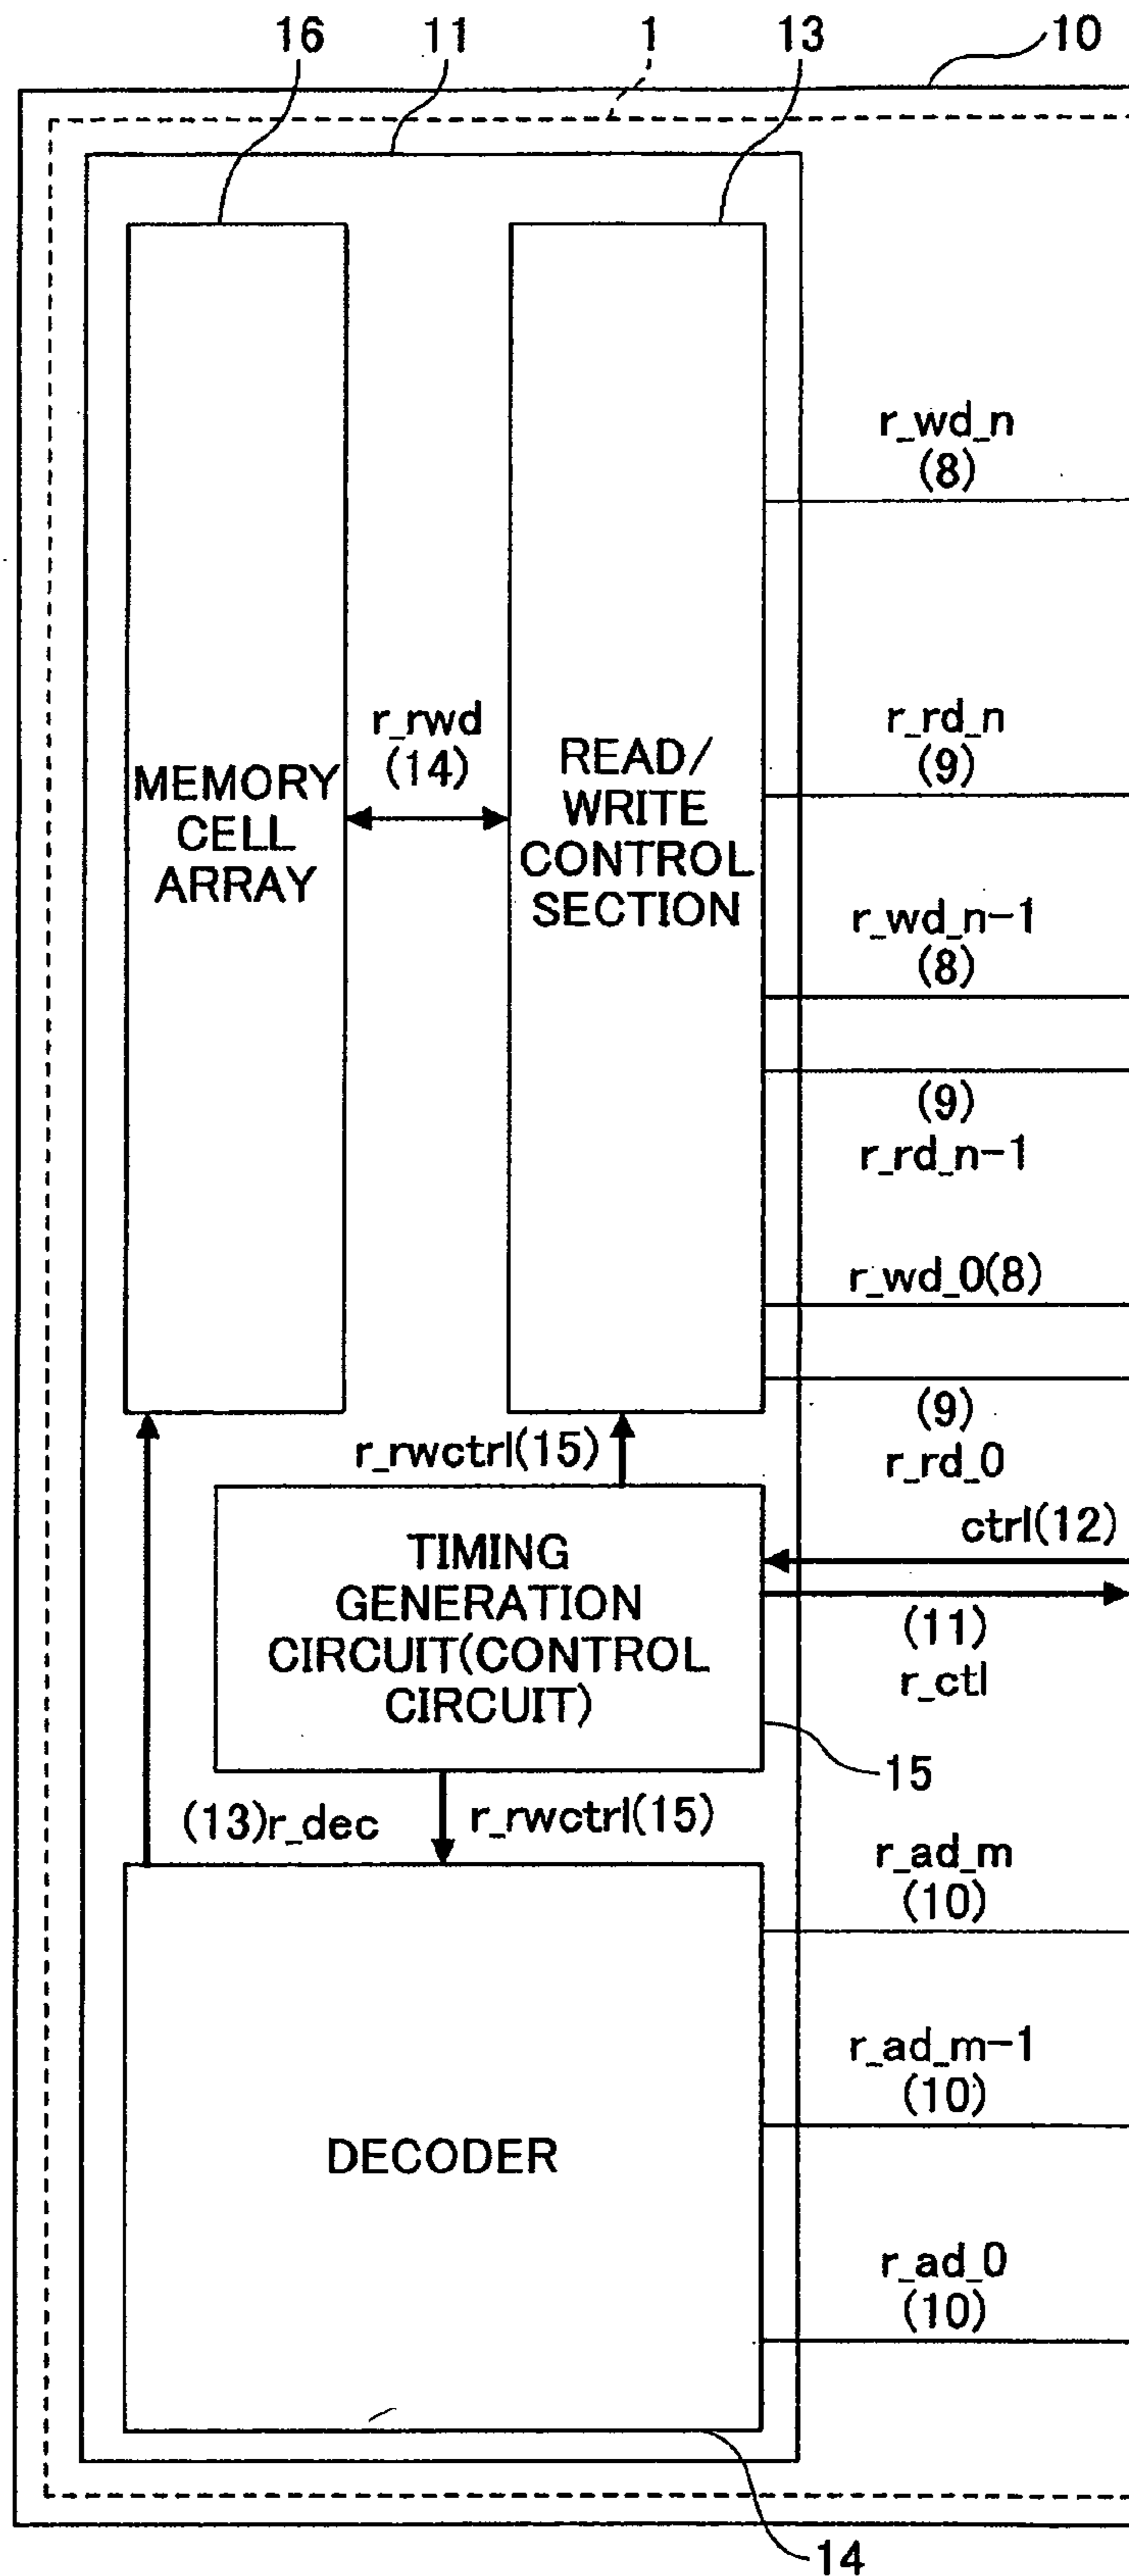 16
11
1
13
10
r_wd_n
(8)
r_rwd
(14)
r_rd_n
(9)
MEMORY
CELL
ARRAY
READ/
WRITE
CONTROL
SECTION
r_wd_n-1
(8)
(9)
r_rd_n-1
r_wd_0(8)
(9)
r_rd_0
r_rwctrl(15)
ctrl(12)
TIMING
GENERATION
CIRCUIT(CONTROL
CIRCUIT)
(11)
r_ctl
15
(13)r_dec
r_rwctrl(15)
r_ad_m
(10)
r_ad_m-1
(10)
DECODER
r_ad_0
(10)
14